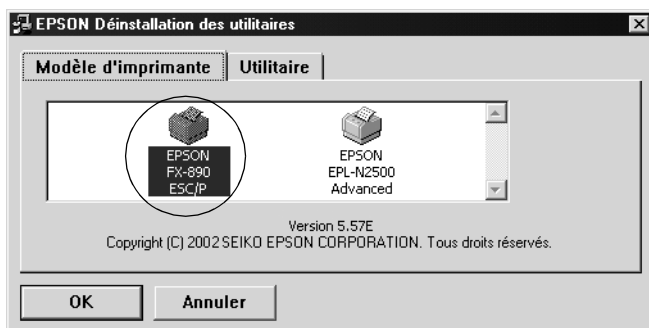 EPSON Déinstallation des utilitaires
Modèle d'imprimante
Utilitaire
EPSON
FX-890
ESC/P
EPSON
EPL-N2500
Advanced
Version 5.57E
Copyright (C) 2002 SEIKO EPSON CORPORATION. Tous droits réservés.
OK
Annuler